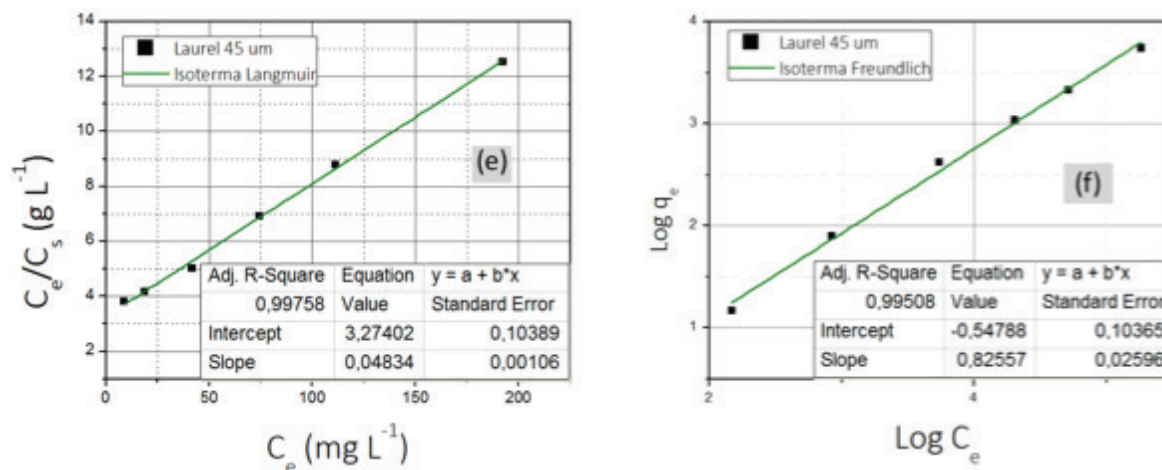 14
12
10
8
6
4
2
0
50
100
150
200
C_e/C_s (g L^-1)
C_e (mg L^-1)
Laurel 45 um
Isoterma Langmuir
(e)
Adj. R-Square Equation y = a + b*x
0,99758 Value Standard Error
Intercept 3,27402 0,10389
Slope 0,04834 0,00106
4
3
2
1
2
4
Log q_e
Log C_e
Laurel 45 um
Isoterma Freundlich
(f)
Adj. R-Square Equation y = a + b*x
0,99508 Value Standard Error
Intercept -0,54788 0,10365
Slope 0,82557 0,02596